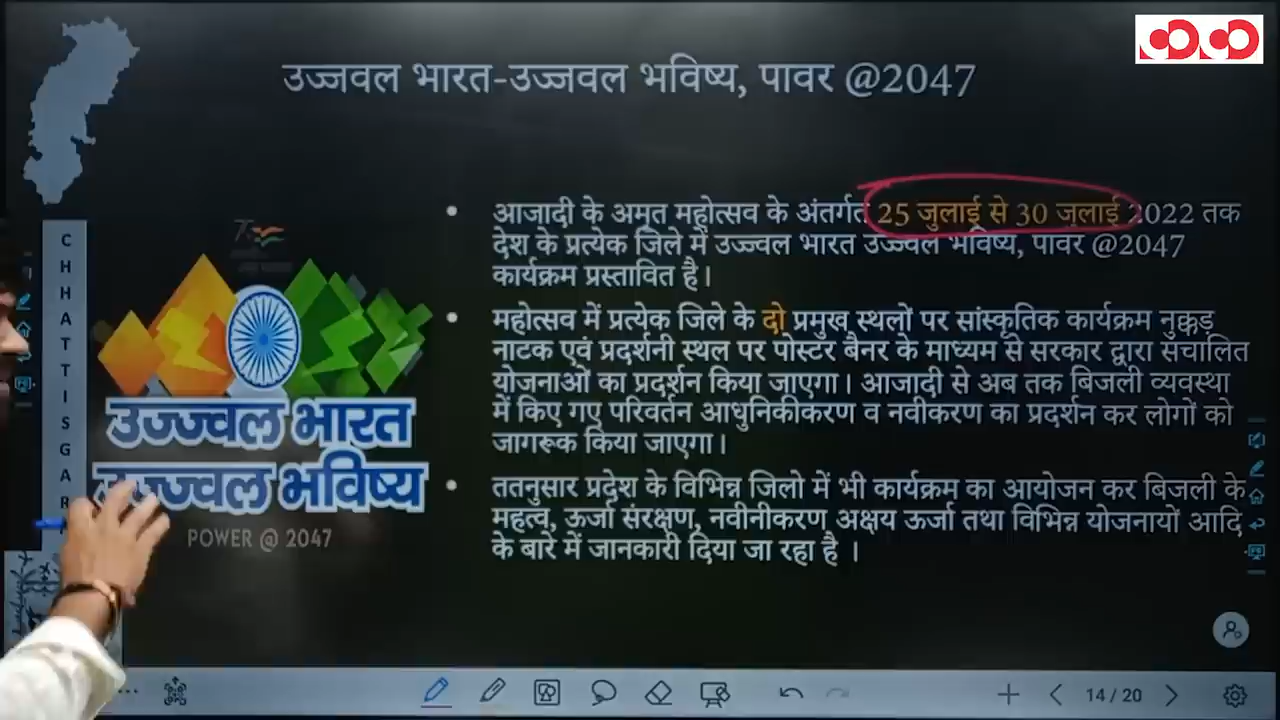 उज्जवल भारत-उज्जवल भविष्य, पावर @2047
आजादी के अमृत महोत्सव के अंतर्गत 25 जुलाई से 30 जुलाई 2022 तक
देश के प्रत्येक जिले में उज्ज्वल भारत उज्ज्वल भविष्य, पावर @2047
कार्यक्रम प्रस्तावित है।
महोत्सव में प्रत्येक जिले के दो प्रमुख स्थलों पर सांस्कृतिक कार्यक्रम नुक्कड़
नाटक एवं प्रदर्शनी स्थल पर पोस्टर बैनर के माध्यम से सरकार द्वारा संचालित
योजनाओं का प्रदर्शन किया जाएगा। आजादी से अब तक बिजली व्यवस्था
में किए गए परिवर्तन आधुनिकीकरण व नवीकरण का प्रदर्शन कर लोगों को
जागरूक किया जाएगा।
ततनुसार प्रदेश के विभिन्न जिलो में भी कार्यक्रम का आयोजन कर बिजली के
महत्व, ऊर्जा संरक्षण, नवीनीकरण अक्षय ऊर्जा तथा विभिन्न योजनायों आदि
के बारे में जानकारी दिया जा रहा है ।
CHHATTISGAR
उज्ज्वल भारत
उज्ज्वल भविष्य
POWER @ 2047
14 / 20